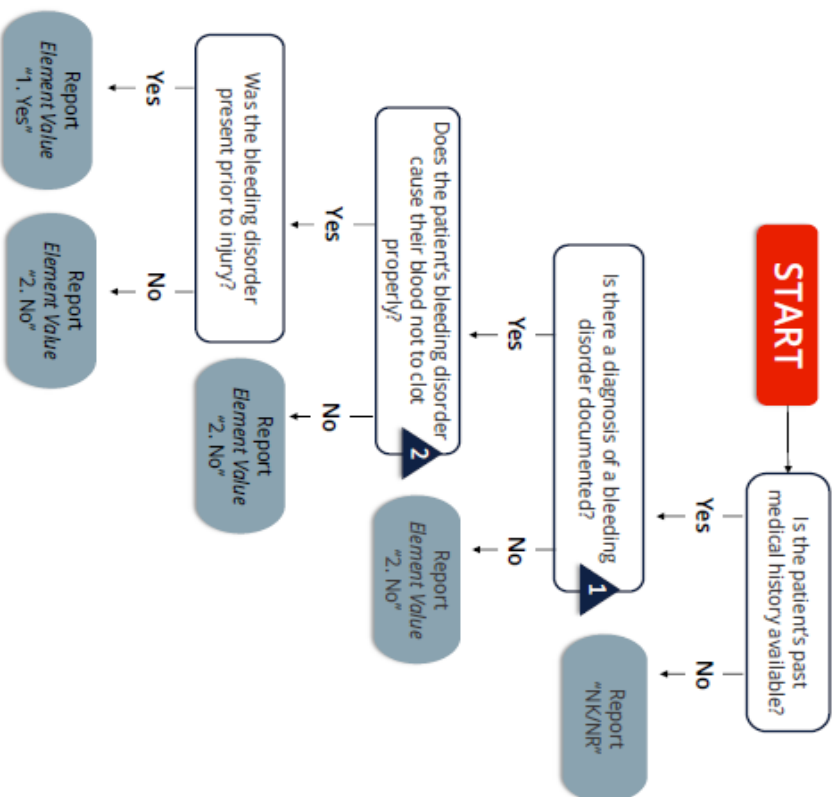 START
Is the patient's past
medical history available?
Yes
No
Report
"NK/NR"
Is there a diagnosis of a bleeding
disorder documented?
1
Yes
No
Report
Element Value
"2. No"
Does the patient's bleeding disorder
cause their blood not to clot
properly?
2
Yes
No
Report
Element Value
"2. No"
Was the bleeding disorder
present prior to injury?
Yes
No
Report
Element Value
"1. Yes"
Report
Element Value
"2. No"